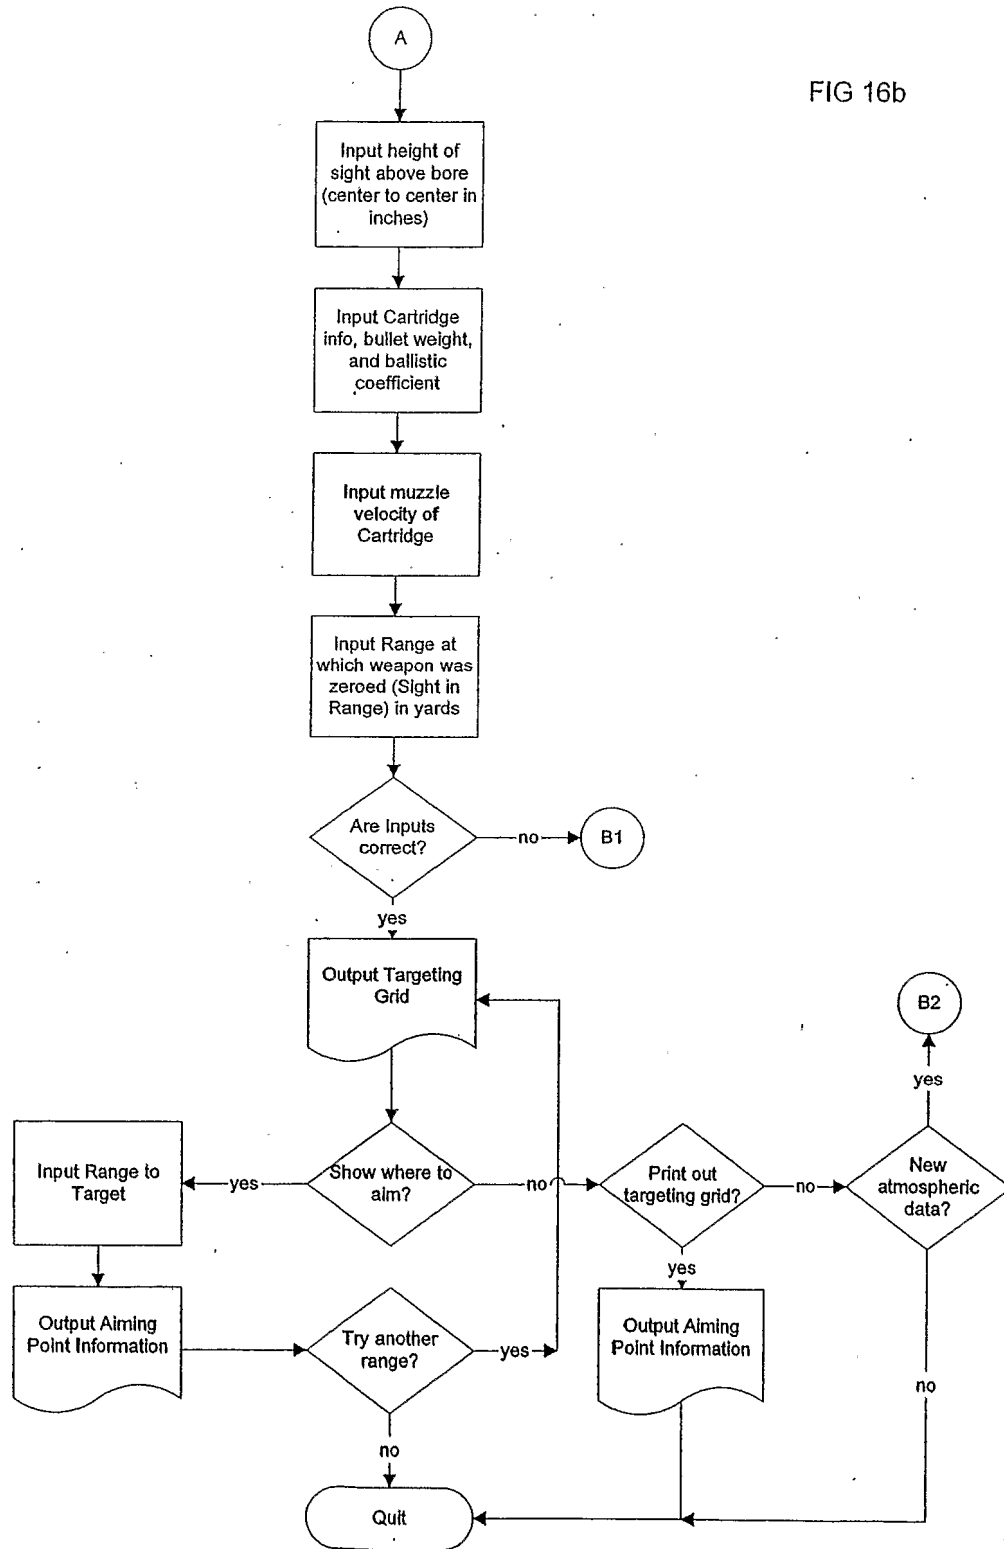 A
FIG 16b
Input height of
sight above bore
(center to center in
inches)
Input Cartridge
info, bullet weight,
and ballistic
coefficient
Input muzzle
velocity of
Cartridge
Input Range at
which weapon was
zeroed (Sight in
Range) in yards
Are Inputs
correct?
no
B1
yes
Output Targeting
Grid
B2
yes
Input Range to
Target
yes
Show where to
aim?
no
Print out
targeting grid?
no
New
atmospheric
data?
yes
Output Aiming
Point Information
Try another
range?
yes
Output Aiming
Point Information
no
no
Quit